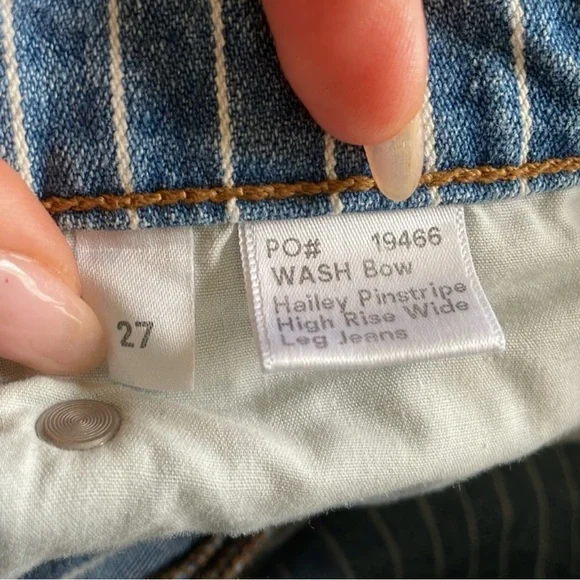 PO# 19466
WASH Bow
Hailey Pinstripe
High Rise Wide
Leg Jeans
27